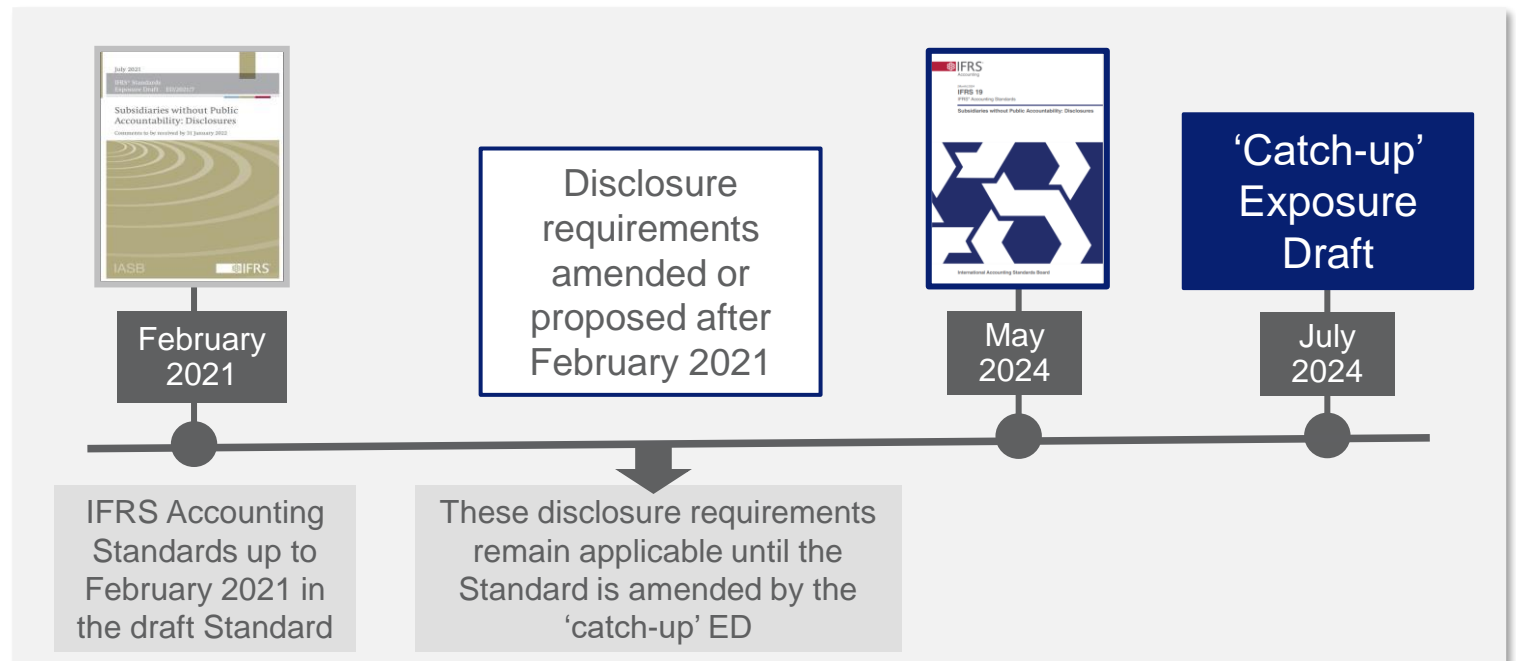 July 2021
IFRS® Standards
Exposure Draft ED/2021/7
Subsidiaries without Public
Accountability: Disclosures
Comments to be received by 31 January 2022
IASB
IFRS
February
2021
Disclosure
requirements
amended or
proposed after
February 2021
IFRS
Accounting
IFRS 19
IFRS® Accounting Standards
Subsidiaries without Public Accountability: Disclosures
International Accounting Standards Board
May
2024
‘Catch-up’
Exposure
Draft
July
2024
IFRS Accounting
Standards up to
February 2021 in
the draft Standard
These disclosure requirements
remain applicable until the
Standard is amended by the
‘catch-up’ ED